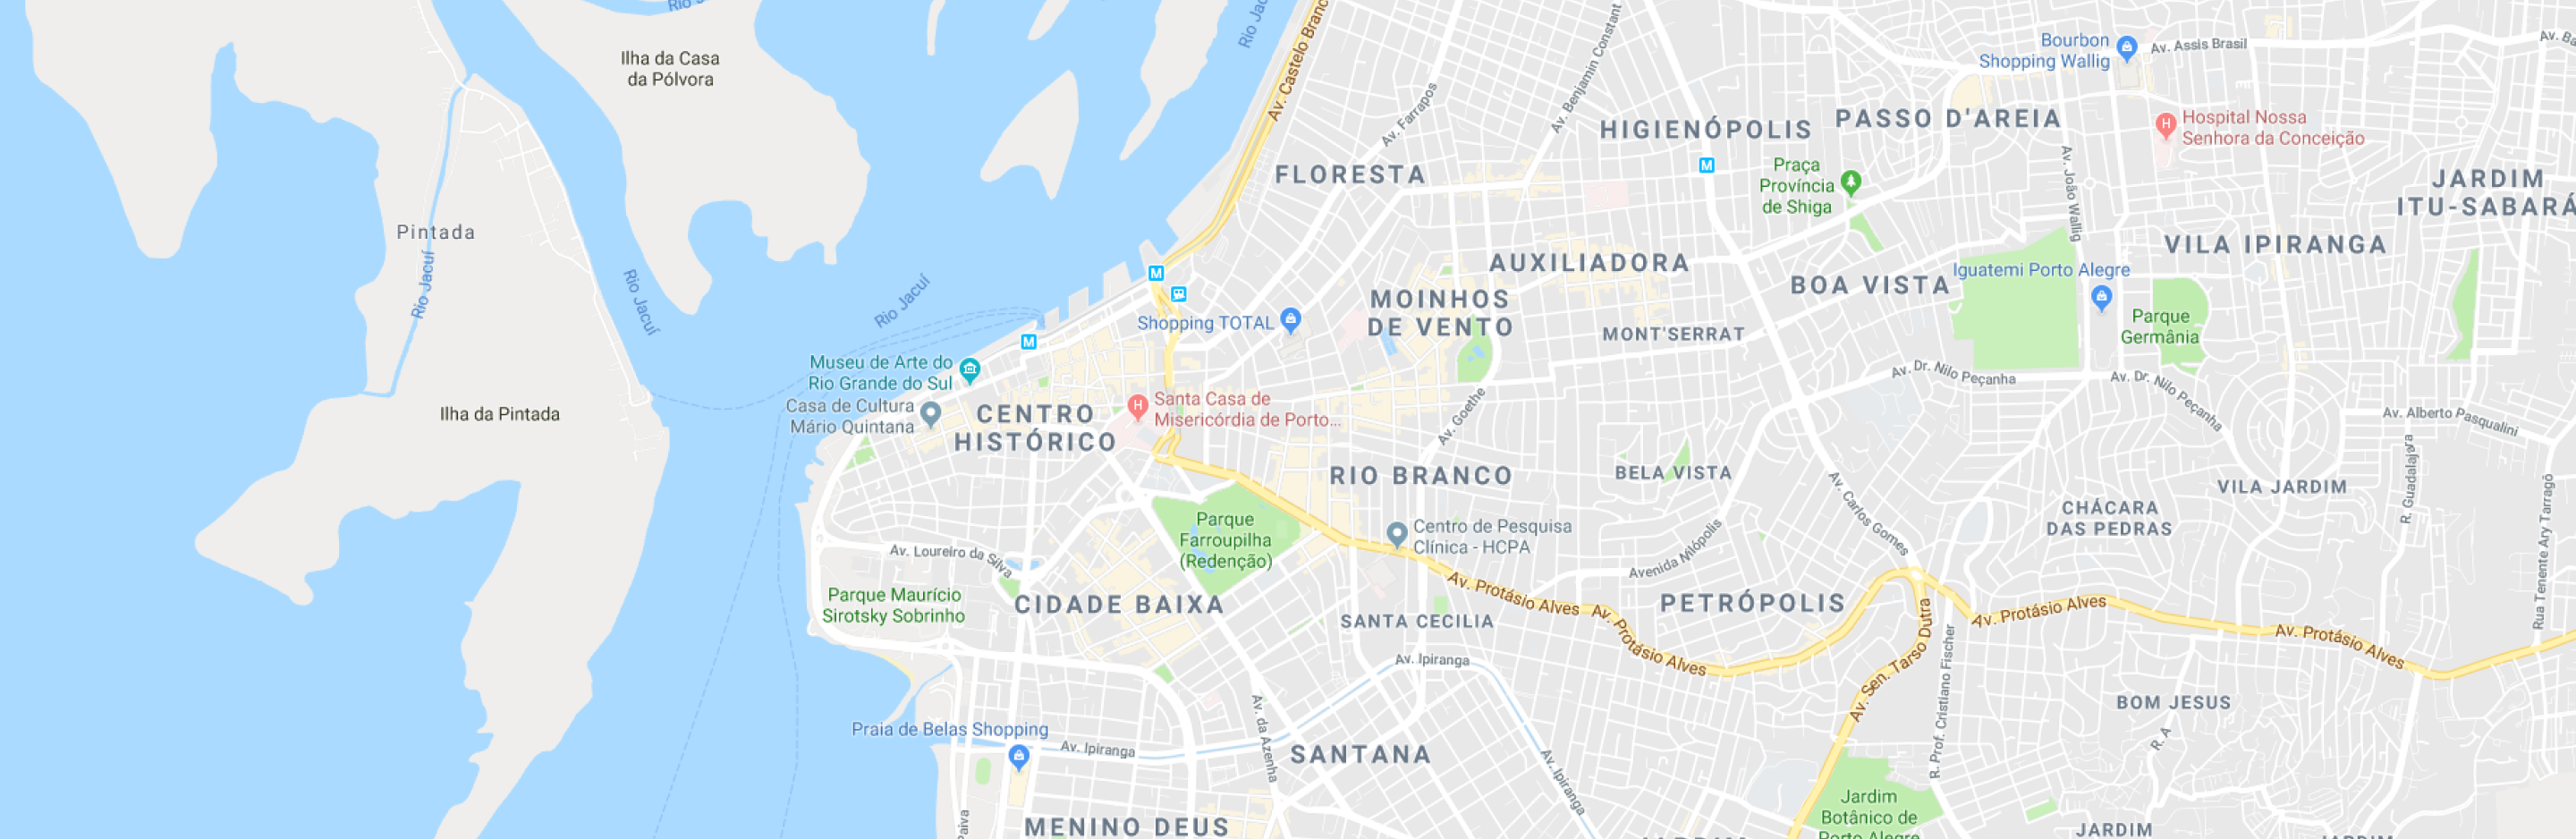 Rio J
Rio Jac
Av. Castelo Branc
Av. Benjamin Constant
Av. Farrapos
Ilha da Casa
da Pólvora
Bourbon
Shopping Wallig
Av. Assis Brasil
Av. Ba
HIGIENÓPOLIS
PASSO D'AREIA
Hospital Nossa
Senhora da Conceição
H
FLORESTA
M
Praça
Província
de Shiga
Av. João Wallig
JARDIM
ITU-SABARÁ
Pintada
Rio Jacuí
Rio Jacuí
Rio Jacuí
M
AUXILIADORA
VILA IPIRANGA
BOA VISTA
Iguatemi Porto Alegre
Shopping TOTAL
MOINHOS
DE VENTO
MONT'SERRAT
Parque
Germânia
M
Museu de Arte do
Rio Grande do Sul
Casa de Cultura
Mário Quintana
Ilha da Pintada
CENTRO
HISTÓRICO
H
Santa Casa de
Misericórdia de Porto...
Av. Goethe
Av. Dr. Nilo Peçanha
Av. Dr. Nilo Peçanha
Av. Alberto Pasqualini
R. Guadalajara
RIO BRANCO
BELA VISTA
Av. Carlos Gomes
VILA JARDIM
CHÁCARA
DAS PEDRAS
Rua Tenente Ary Tarragô
Parque
Farroupilha
(Redenção)
Centro de Pesquisa
Clínica - HCPA
Avenida Nilópolis
Av. Loureiro da Silva
Parque Maurício
Sirotsky Sobrinho
CIDADE BAIXA
Av. Protásio Alves
Av. Protásio Alves
PETRÓPOLIS
SANTA CECILIA
Av. Sen. Tarso Dutra
R. Prof. Cristiano Fischer
Av. Protásio Alves
Av. Protásio Alves
Av. Ipiranga
BOM JESUS
R. A
Praia de Belas Shopping
Av. Ipiranga
Av. da Azenha
SANTANA
Av. Ipiranga
Jardim
Botânico de
Porto Alegre
MENINO DEUS
Paiva
JARDIM
JARDIM
JARDIM